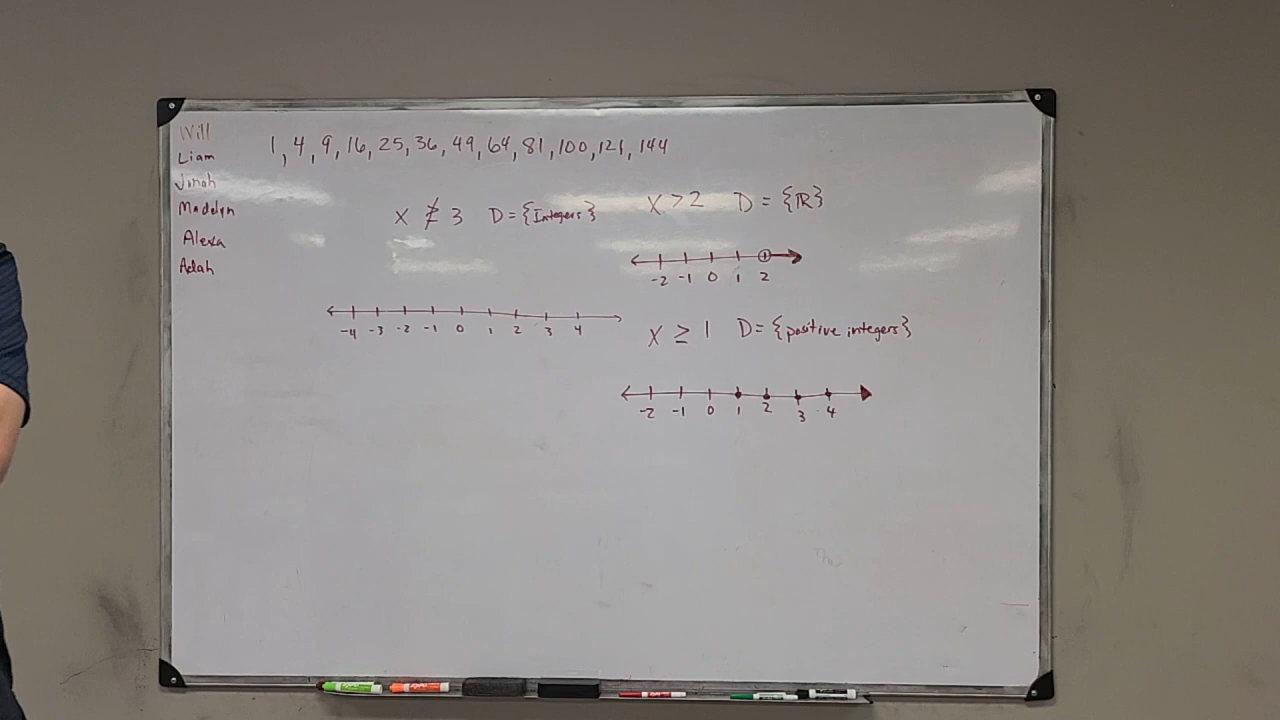 Will
Liam
Jonah
Madelyn
Alexa
Adah
1, 4, 9, 16, 25, 36, 49, 64, 81, 100, 121, 144
X ≱ 3 D = {Integers}
-4 -3 -2 -1 0 1 2 3 4
X > 2 D = {ℝ}
-2 -1 0 1 2
X ≥ 1 D = {positive integers}
-2 -1 0 1 2 3 4